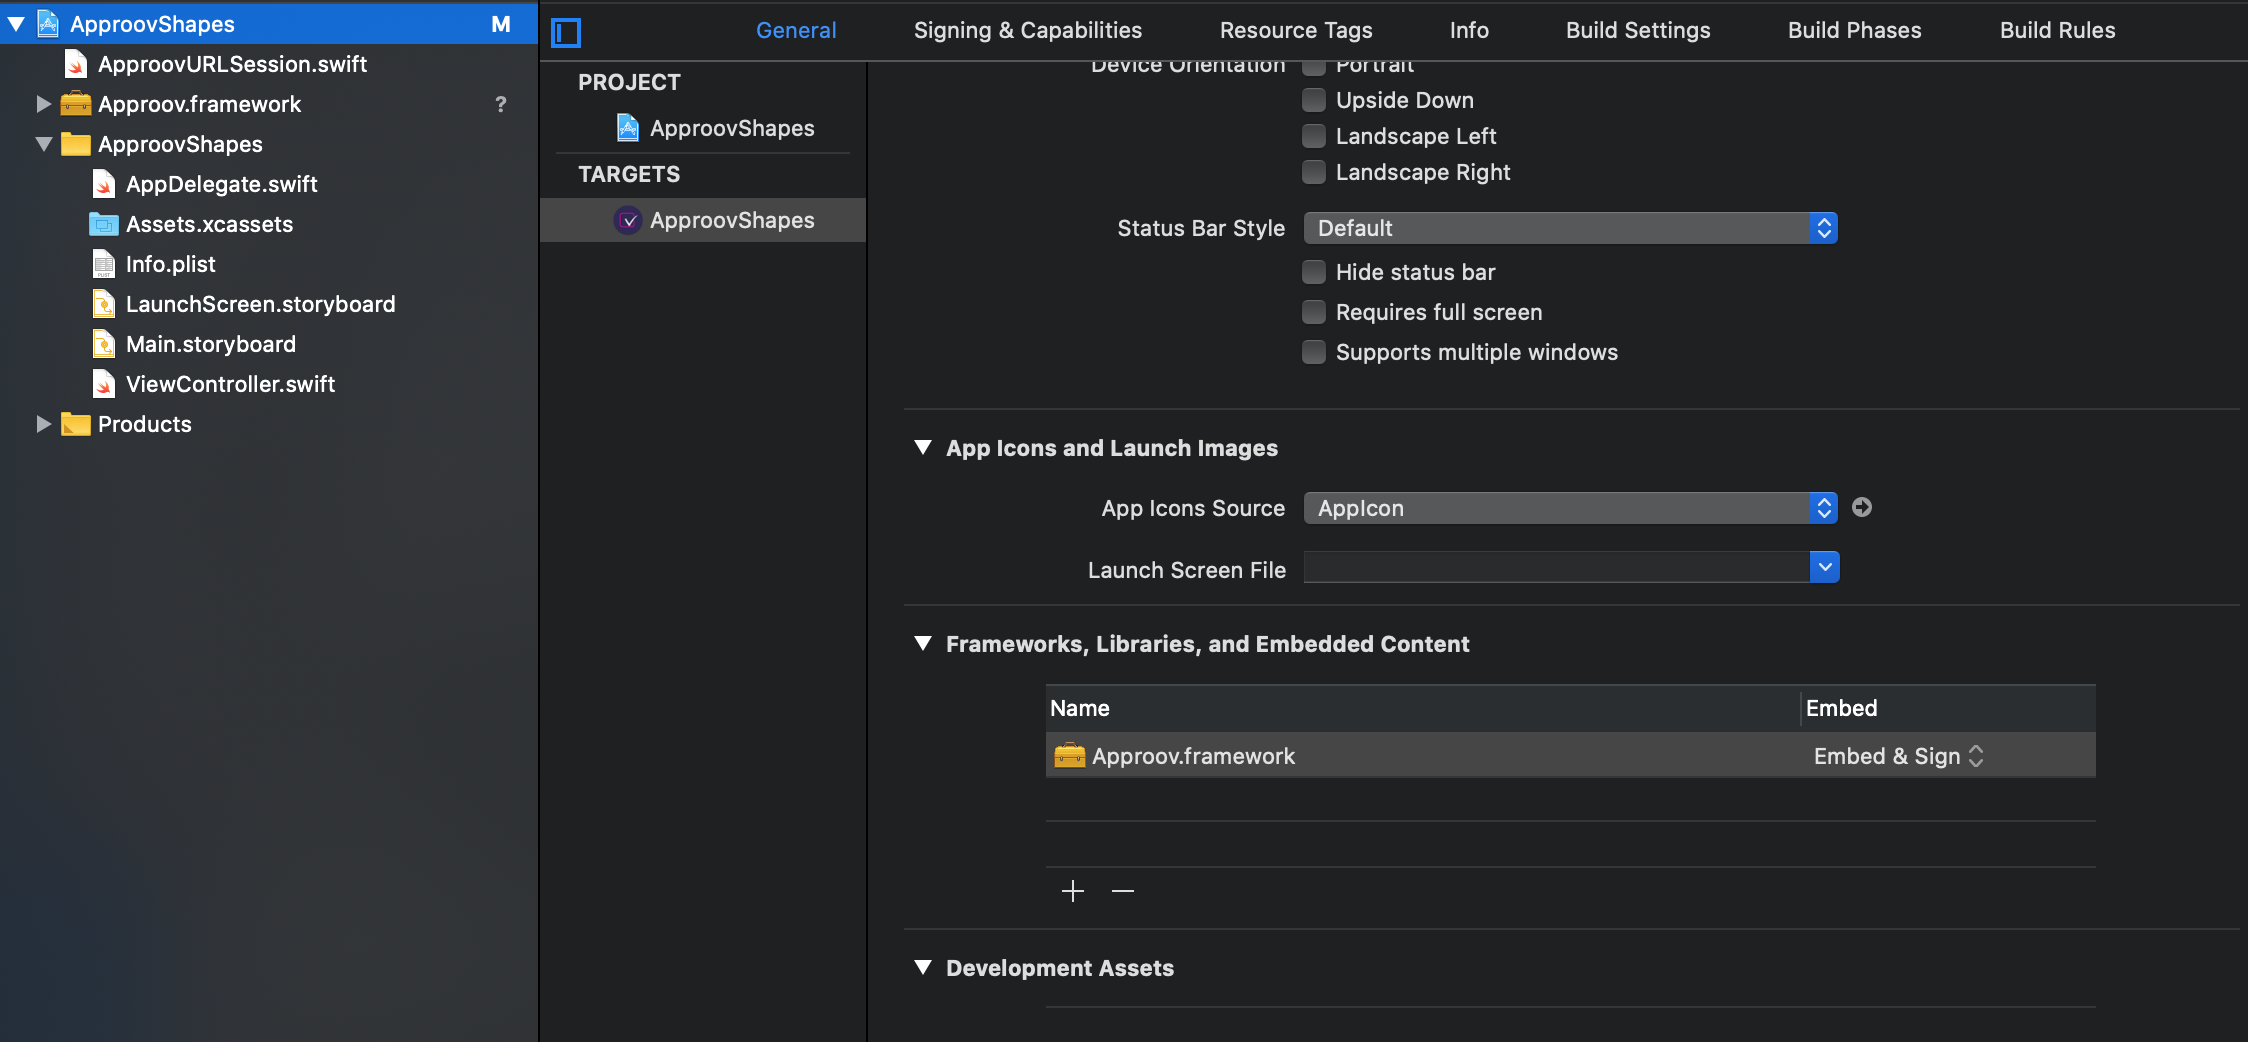 ApproovShapes M
ApproovURLSession.swift
Approov.framework ?
ApproovShapes
AppDelegate.swift
Assets.xcassets
Info.plist
LaunchScreen.storyboard
Main.storyboard
ViewController.swift
Products
General Signing & Capabilities Resource Tags Info Build Settings Build Phases Build Rules
PROJECT
ApproovShapes
TARGETS
ApproovShapes
Device Orientation Portrait
Upside Down
Landscape Left
Landscape Right
Status Bar Style Default
Hide status bar
Requires full screen
Supports multiple windows
App Icons and Launch Images
App Icons Source AppIcon
Launch Screen File
Frameworks, Libraries, and Embedded Content
Name Embed
Approov.framework Embed & Sign
Development Assets